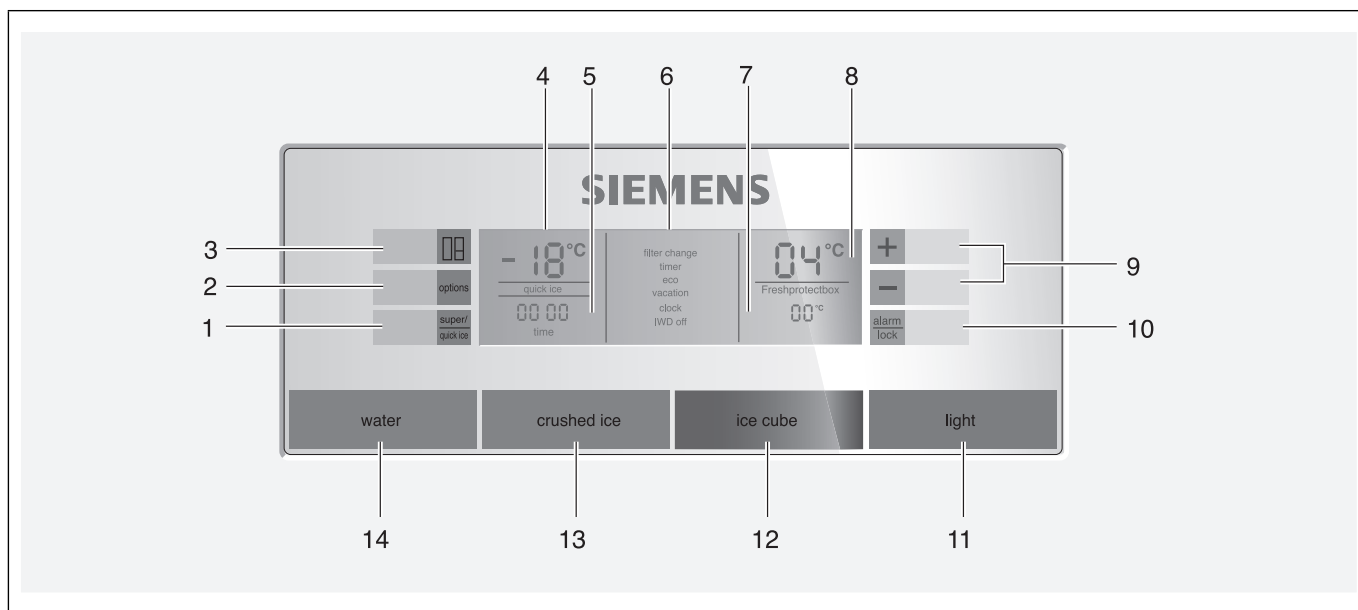 4 5 6 7 8
SIEMENS
3
2 options
1 super/
quick ice
- 18 °C
quick ice
00 00
time
filter change
timer
eco
vacation
clock
IWD off
04 °C
Freshprotectbox
00 °C
+
−
9
alarm
lock
10
water crushed ice ice cube light
14 13 12 11